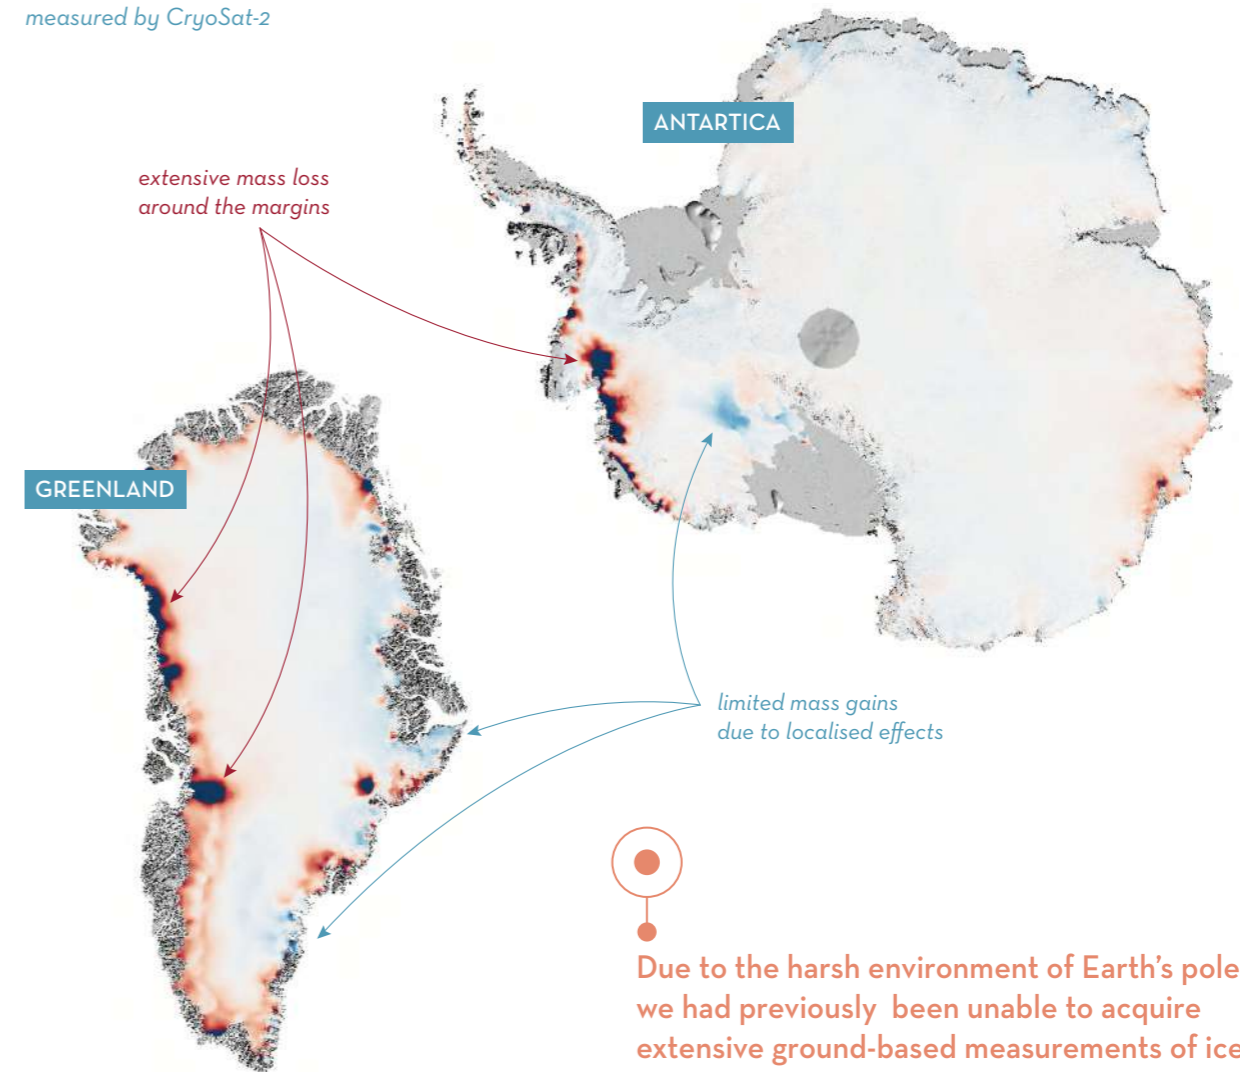 measured by CryoSat-2
ANTARTICA
extensive mass loss
around the margins
GREENLAND
limited mass gains
due to localised effects
Due to the harsh environment of Earth's pole
we had previously been unable to acquire
extensive ground-based measurements of ice